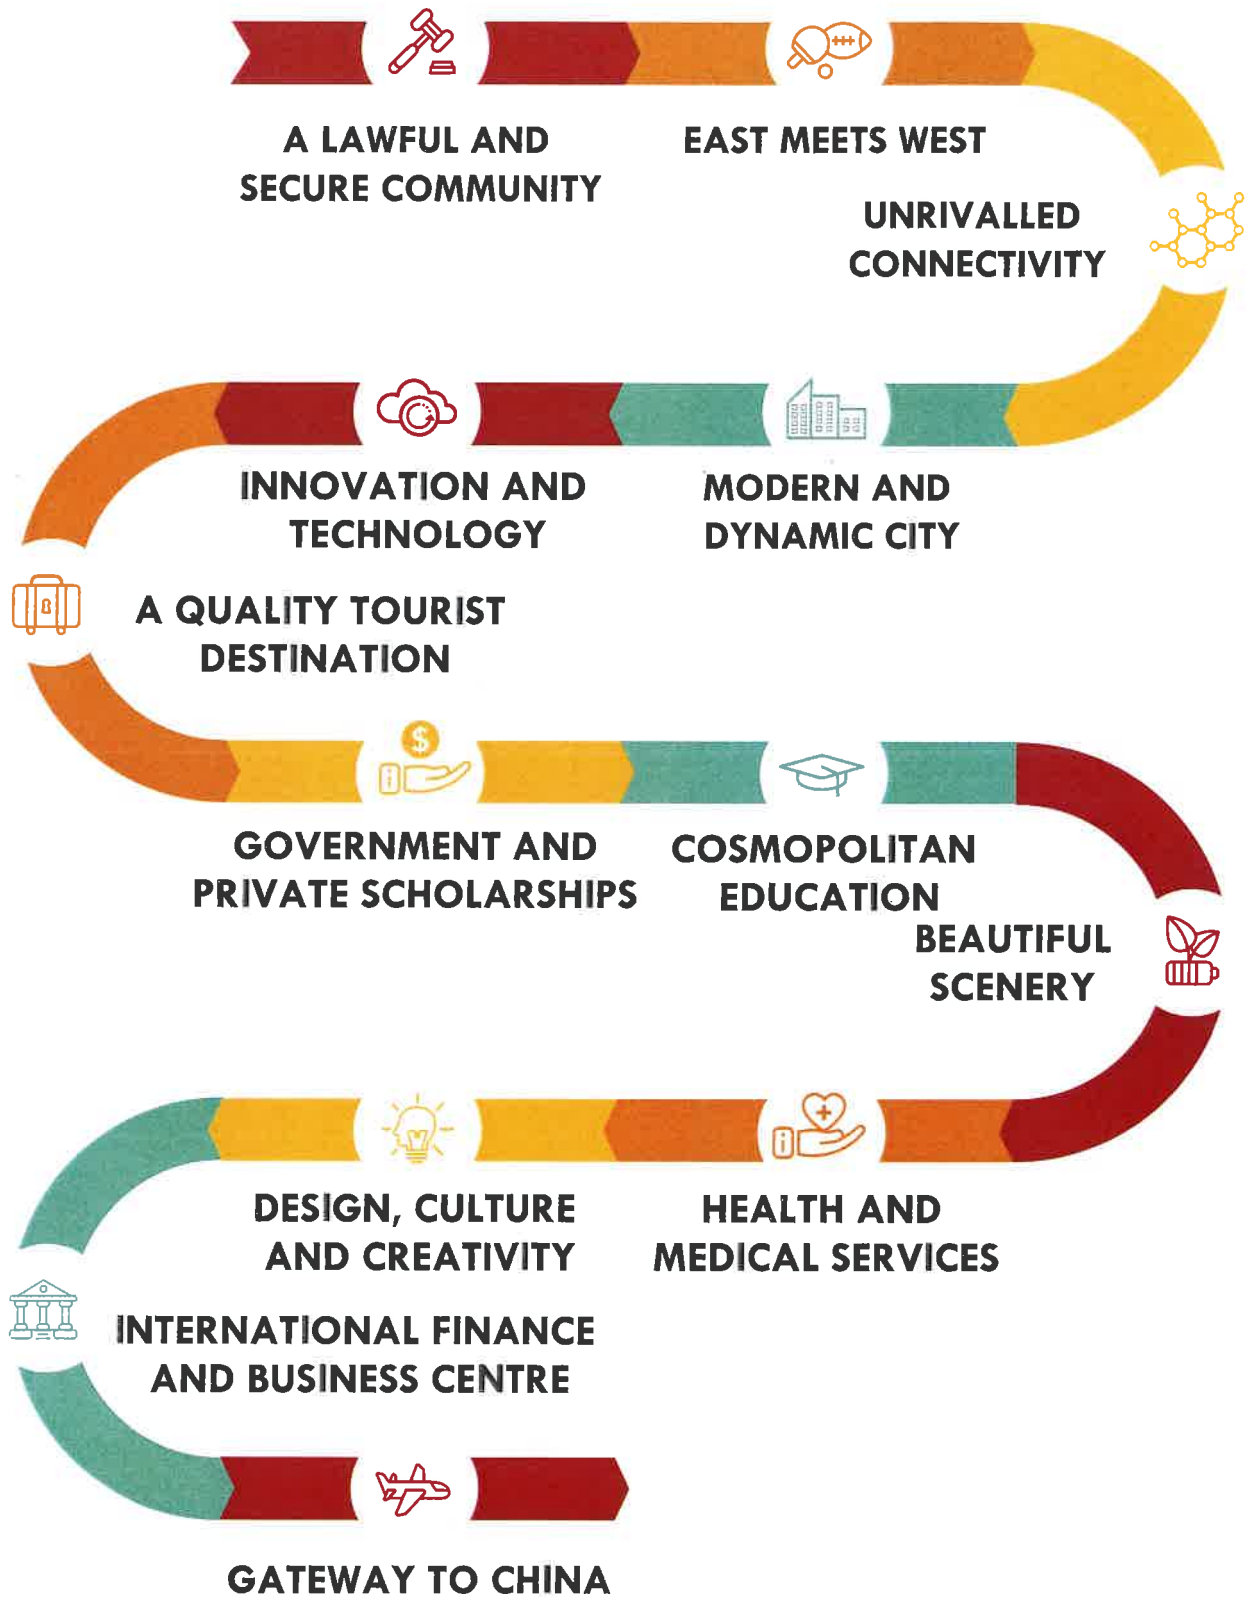 A LAWFUL AND
SECURE COMMUNITY
EAST MEETS WEST
UNRIVALLED
CONNECTIVITY
INNOVATION AND
TECHNOLOGY
MODERN AND
DYNAMIC CITY
A QUALITY TOURIST
DESTINATION
$
GOVERNMENT AND
PRIVATE SCHOLARSHIPS
COSMOPOLITAN
EDUCATION
BEAUTIFUL
SCENERY
DESIGN, CULTURE
AND CREATIVITY
HEALTH AND
MEDICAL SERVICES
INTERNATIONAL FINANCE
AND BUSINESS CENTRE
GATEWAY TO CHINA